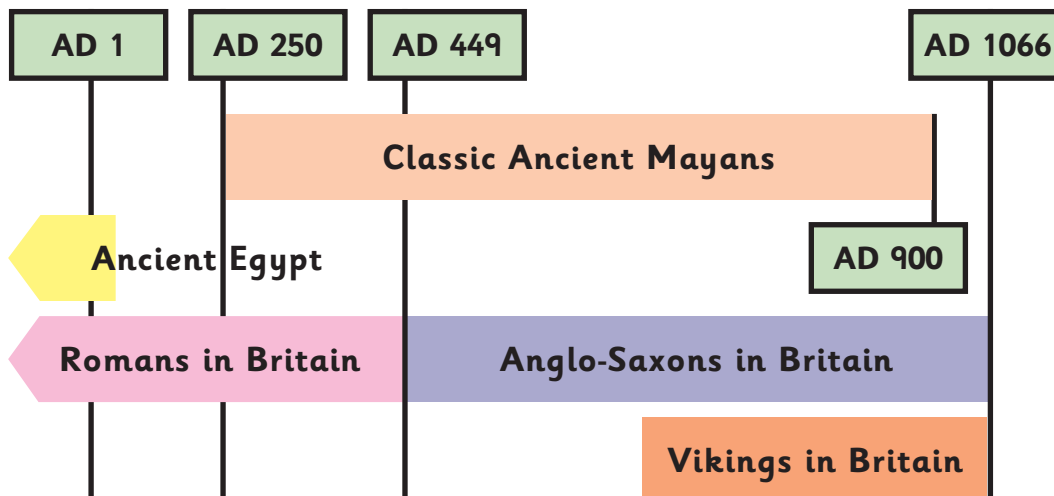 AD 1
AD 250
AD 449
AD 1066
Classic Ancient Mayans
Ancient Egypt
AD 900
Romans in Britain
Anglo-Saxons in Britain
Vikings in Britain